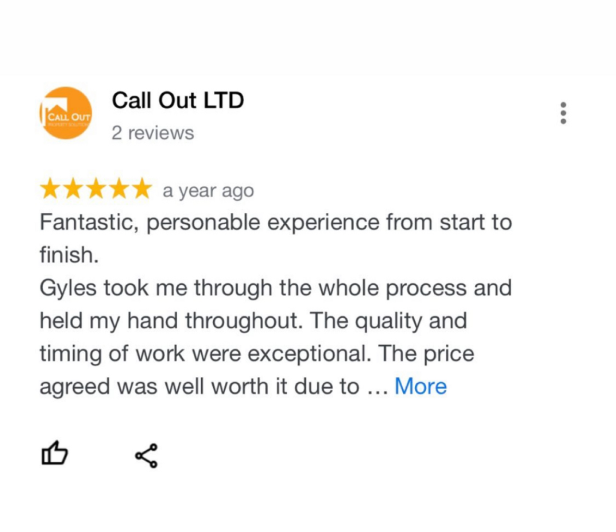 Call Out LTD
CALL OUT
2 reviews
a year ago
Fantastic, personable experience from start to
finish.
Gyles took me through the whole process and
held my hand throughout. The quality and
timing of work were exceptional. The price
agreed was well worth it due to ... More